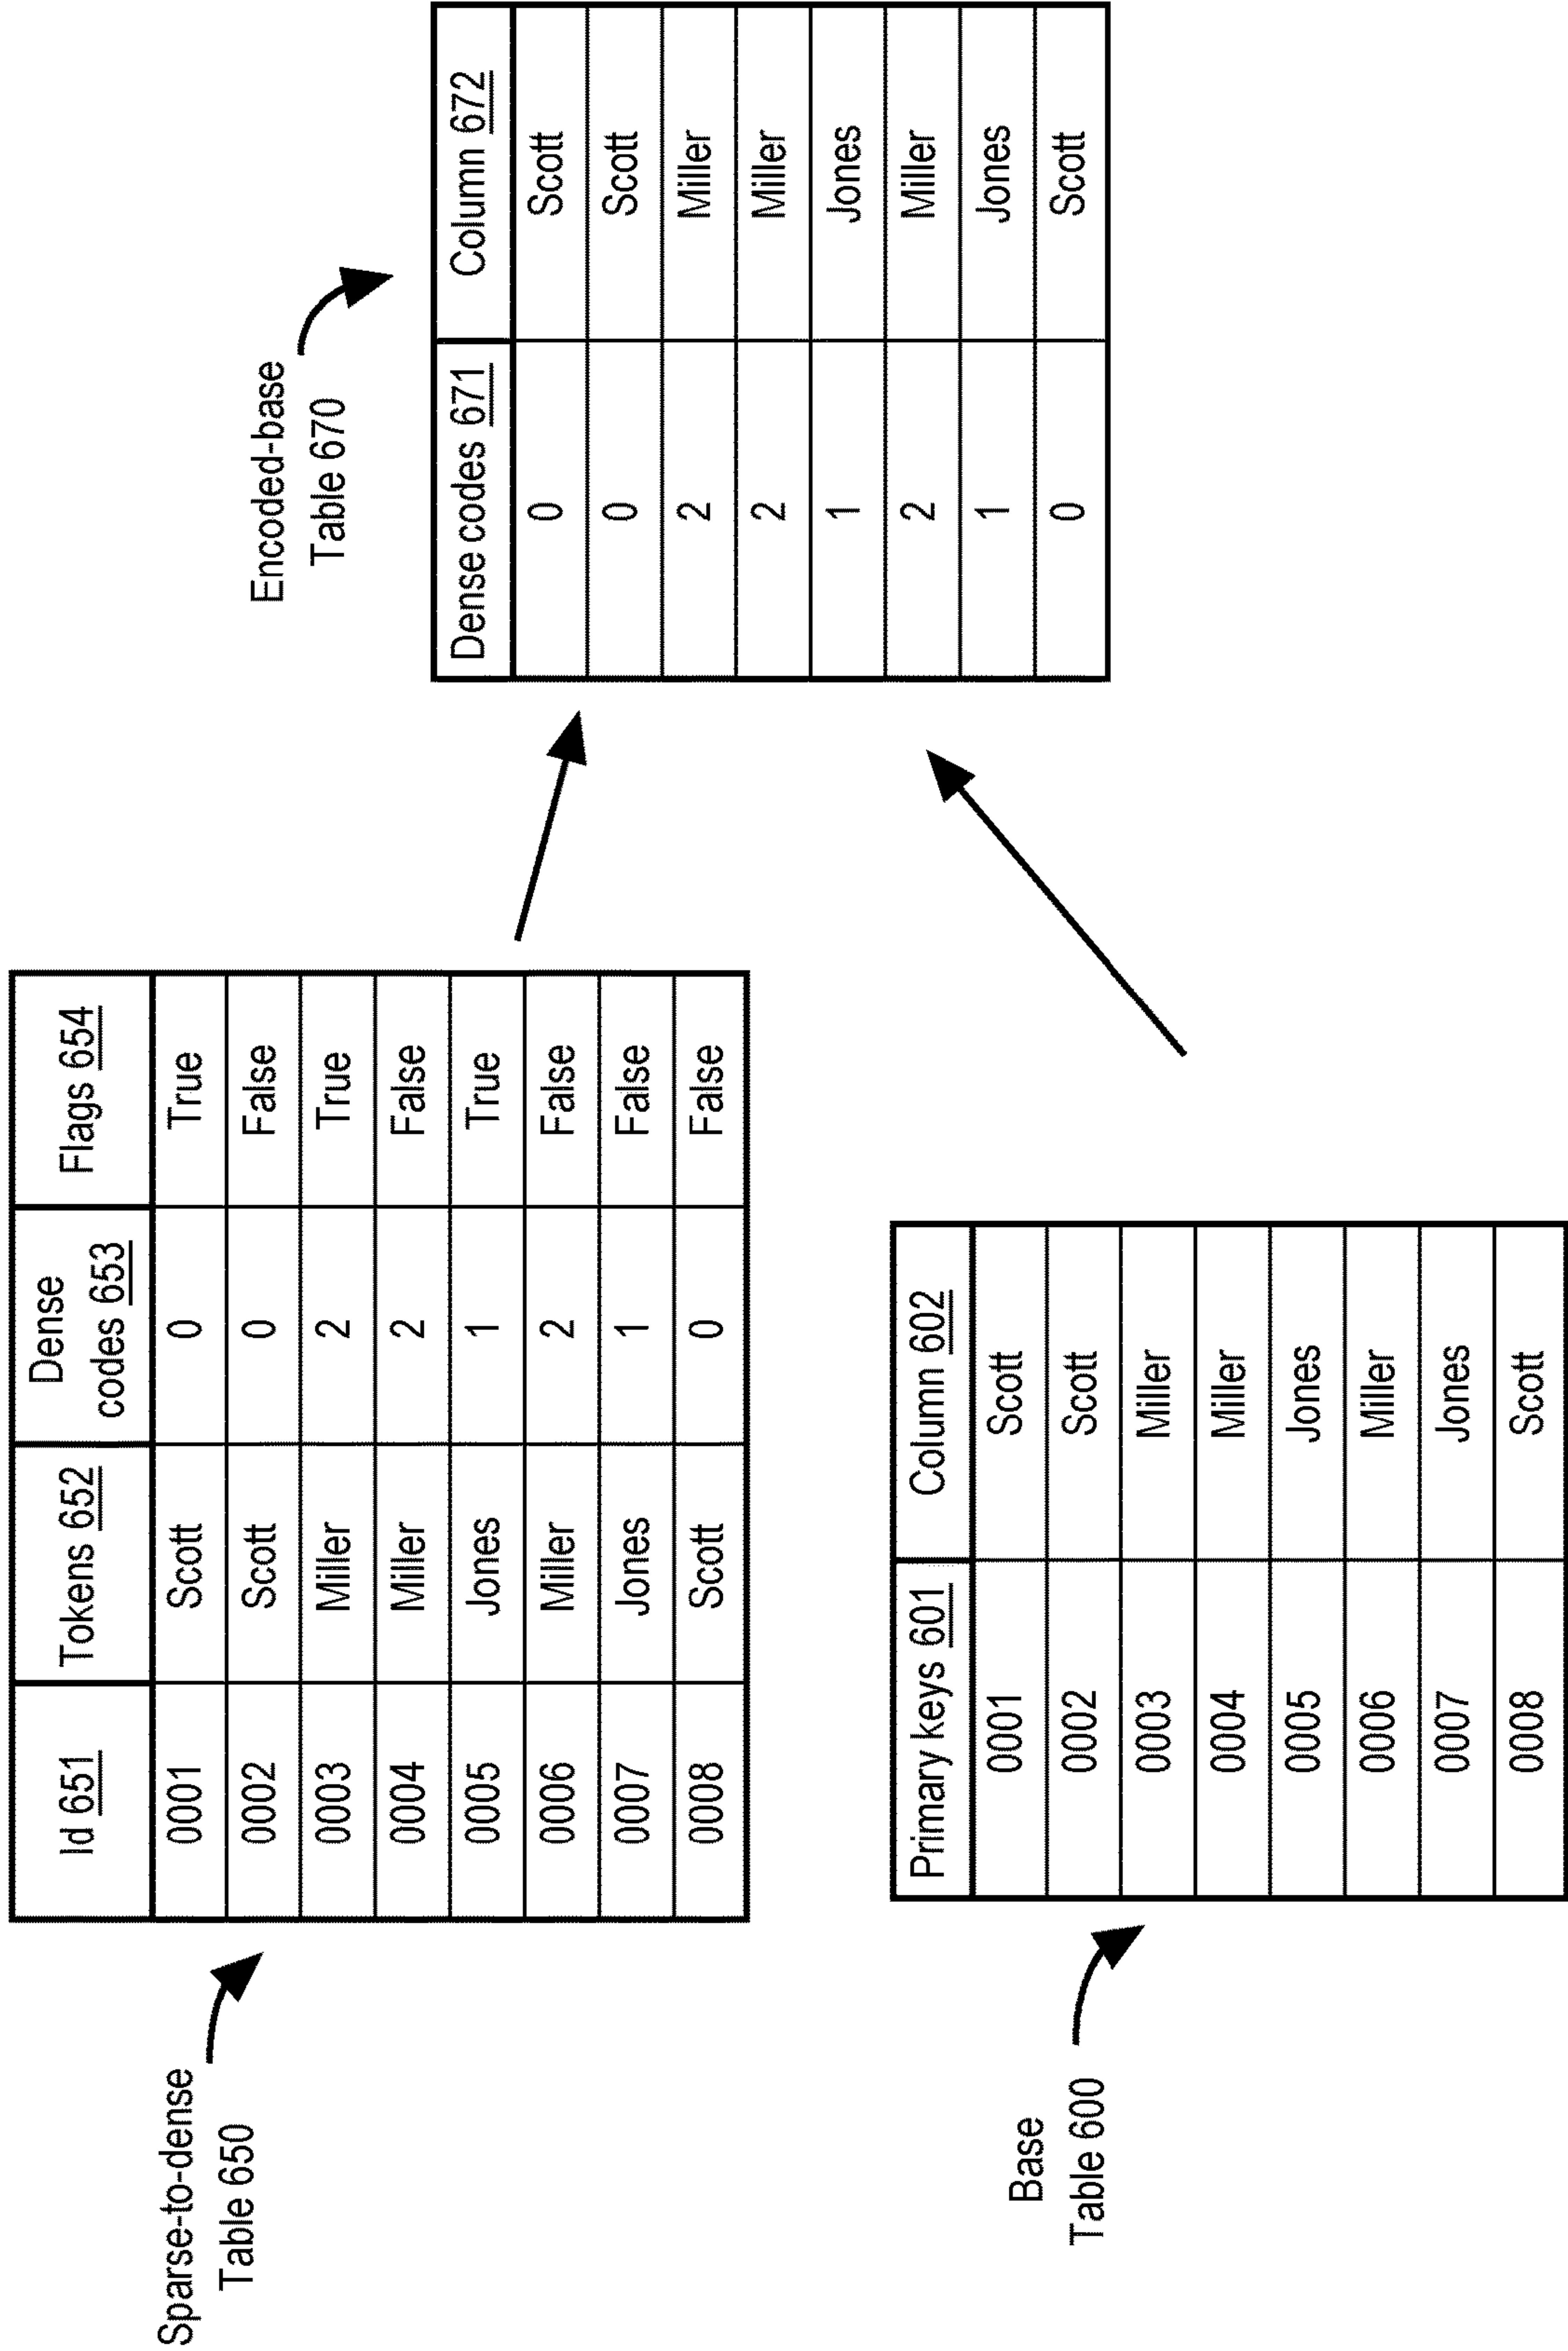 Sparse-to-dense
Table 650
Id 651 Tokens 652 Dense codes 653 Flags 654
0001 Scott 0 True
0002 Scott 0 False
0003 Miller 2 True
0004 Miller 2 False
0005 Jones 1 True
0006 Miller 2 False
0007 Jones 1 False
0008 Scott 0 False
Base
Table 600
Primary keys 601 Column 602
0001 Scott
0002 Scott
0003 Miller
0004 Miller
0005 Jones
0006 Miller
0007 Jones
0008 Scott
Encoded-base
Table 670
Dense codes 671 Column 672
0 Scott
0 Scott
2 Miller
2 Miller
1 Jones
2 Miller
1 Jones
0 Scott